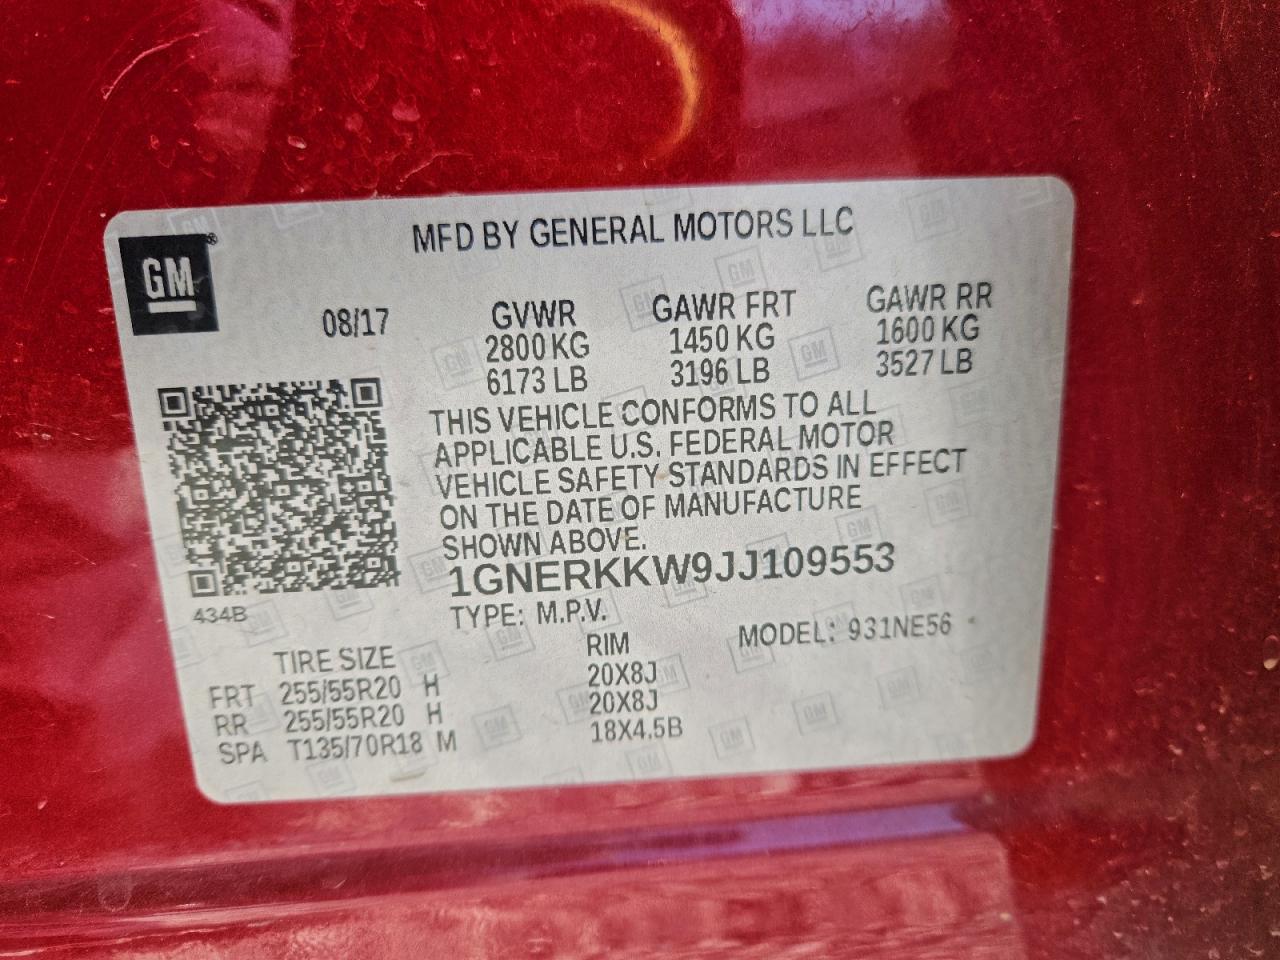 MFD BY GENERAL MOTORS LLC
GM®
08/17
GVWR GAWR FRT GAWR RR
2800 KG 1450 KG 1600 KG
6173 LB 3196 LB 3527 LB
THIS VEHICLE CONFORMS TO ALL
APPLICABLE U.S. FEDERAL MOTOR
VEHICLE SAFETY STANDARDS IN EFFECT
ON THE DATE OF MANUFACTURE
SHOWN ABOVE.
1GNERKKW9JJ109553
434B
TYPE: M.P.V. MODEL: 931NE56
TIRE SIZE RIM
FRT 255/55R20 H 20X8J
RR 255/55R20 H 20X8J
SPA T135/70R18 M 18X4.5B